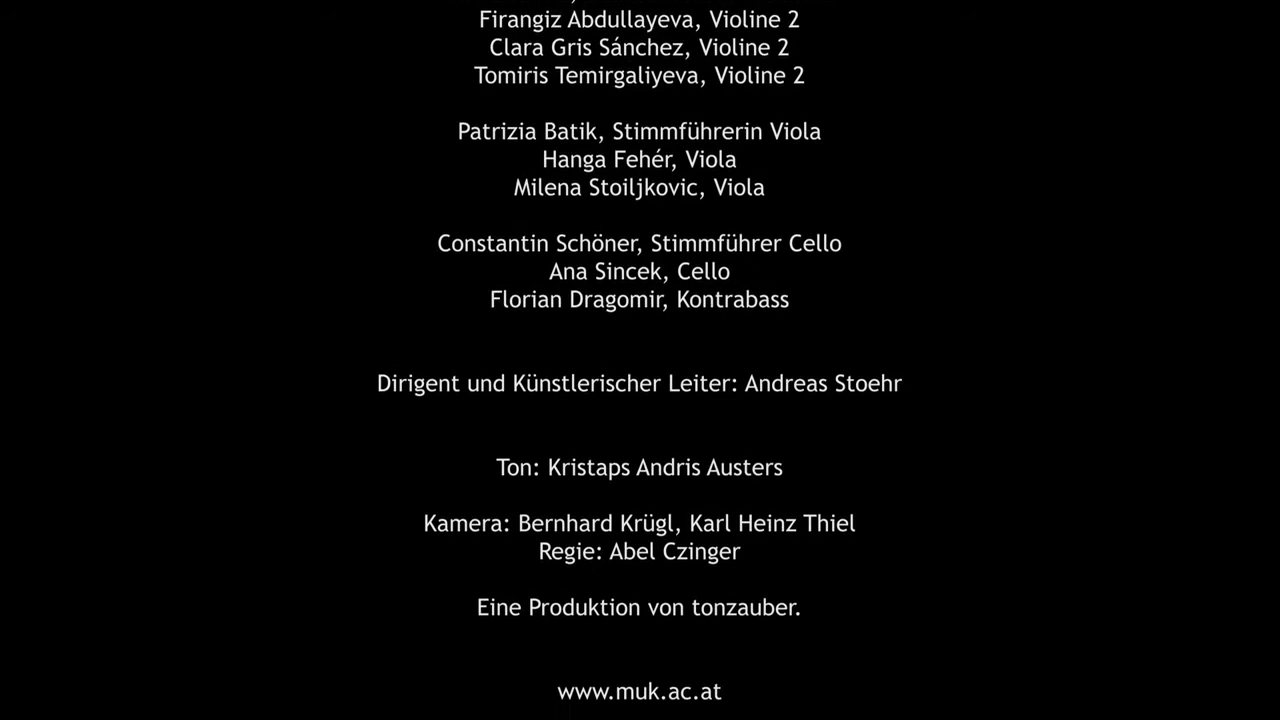 Firangiz Abdullayeva, Violine 2
Clara Gris Sánchez, Violine 2
Tomiris Temirgaliyeva, Violine 2
Patrizia Batik, Stimmführerin Viola
Hanga Fehér, Viola
Milena Stoiljkovic, Viola
Constantin Schöner, Stimmführer Cello
Ana Sincek, Cello
Florian Dragomir, Kontrabass
Dirigent und Künstlerischer Leiter: Andreas Stoehr
Ton: Kristaps Andris Austers
Kamera: Bernhard Krügl, Karl Heinz Thiel
Regie: Abel Czinger
Eine Produktion von tonzauber.
www.muk.ac.at